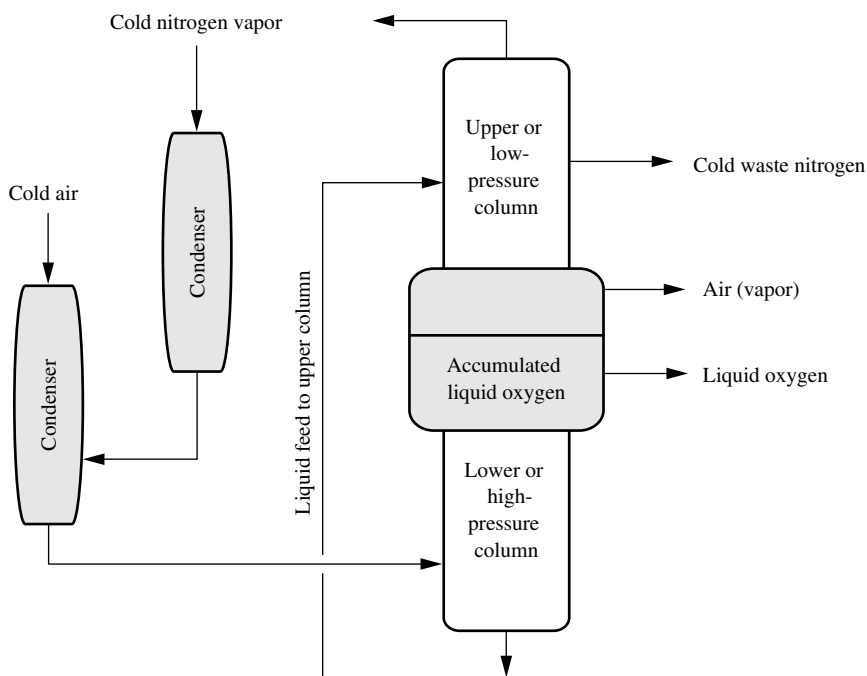 Cold nitrogen vapor
Cold air
Condenser
Condenser
Liquid feed to upper column
Upper or
low-
pressure
column
Cold waste nitrogen
Air (vapor)
Accumulated
liquid oxygen
Liquid oxygen
Lower or
high-
pressure
column